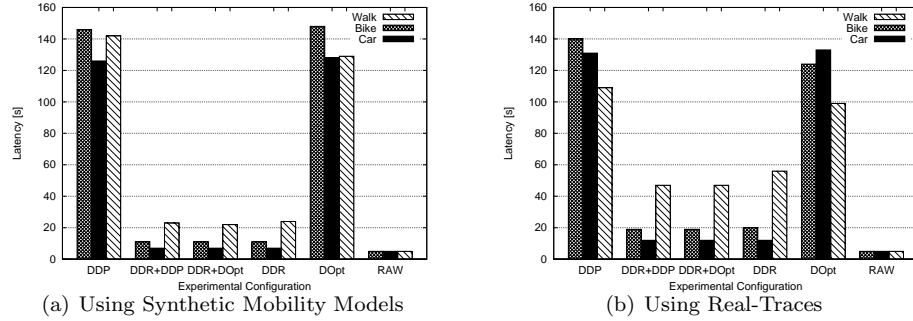 Latency [s]
160
140
120
100
80
60
40
20
0
Walk
Bike
Car
DDP DDR+DDP DDR+DOpt DDR DOpt RAW
Experimental Configuration
(a) Using Synthetic Mobility Models
Latency [s]
160
140
120
100
80
60
40
20
0
Walk
Bike
Car
DDP DDR+DDP DDR+DOpt DDR DOpt RAW
Experimental Configuration
(b) Using Real-Traces